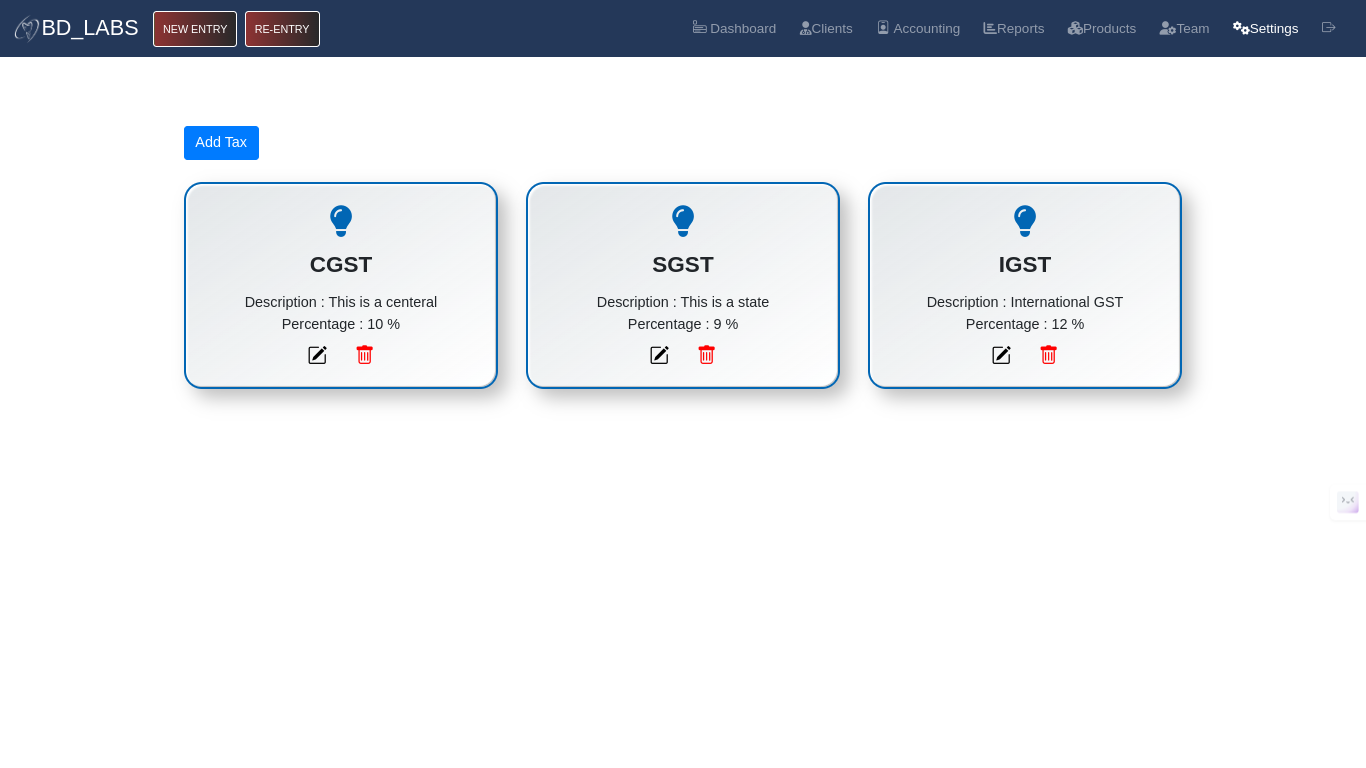 BD_LABS NEW ENTRY RE-ENTRY Dashboard Clients Accounting Reports Products Team Settings
Add Tax
CGST SGST IGST
Description : This is a centeral Description : This is a state Description : International GST
Percentage : 10 % Percentage : 9 % Percentage : 12 %